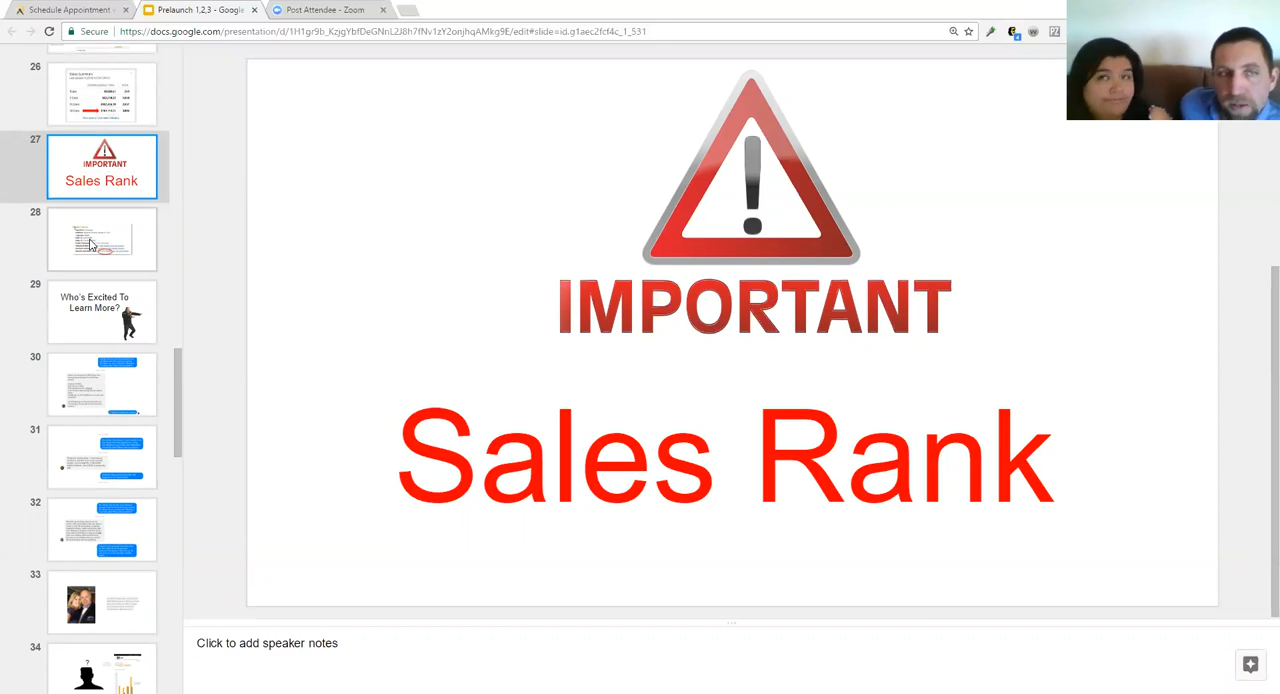 Schedule Appointment
Prelaunch 1,2,3 - Google
Post Attendee - Zoom
Secure
https://docs.google.com/presentation/d/1H1gr9b_KzjgYbfDeGNnL2J8h7fNv1zY2onjhqAMkg9E/edit#slide=id.g1aec2fcf4c_1_531
26
27
IMPORTANT
Sales Rank
28
29
Who's Excited To
Learn More?
30
31
32
33
34
?
IMPORTANT
Sales Rank
Click to add speaker notes